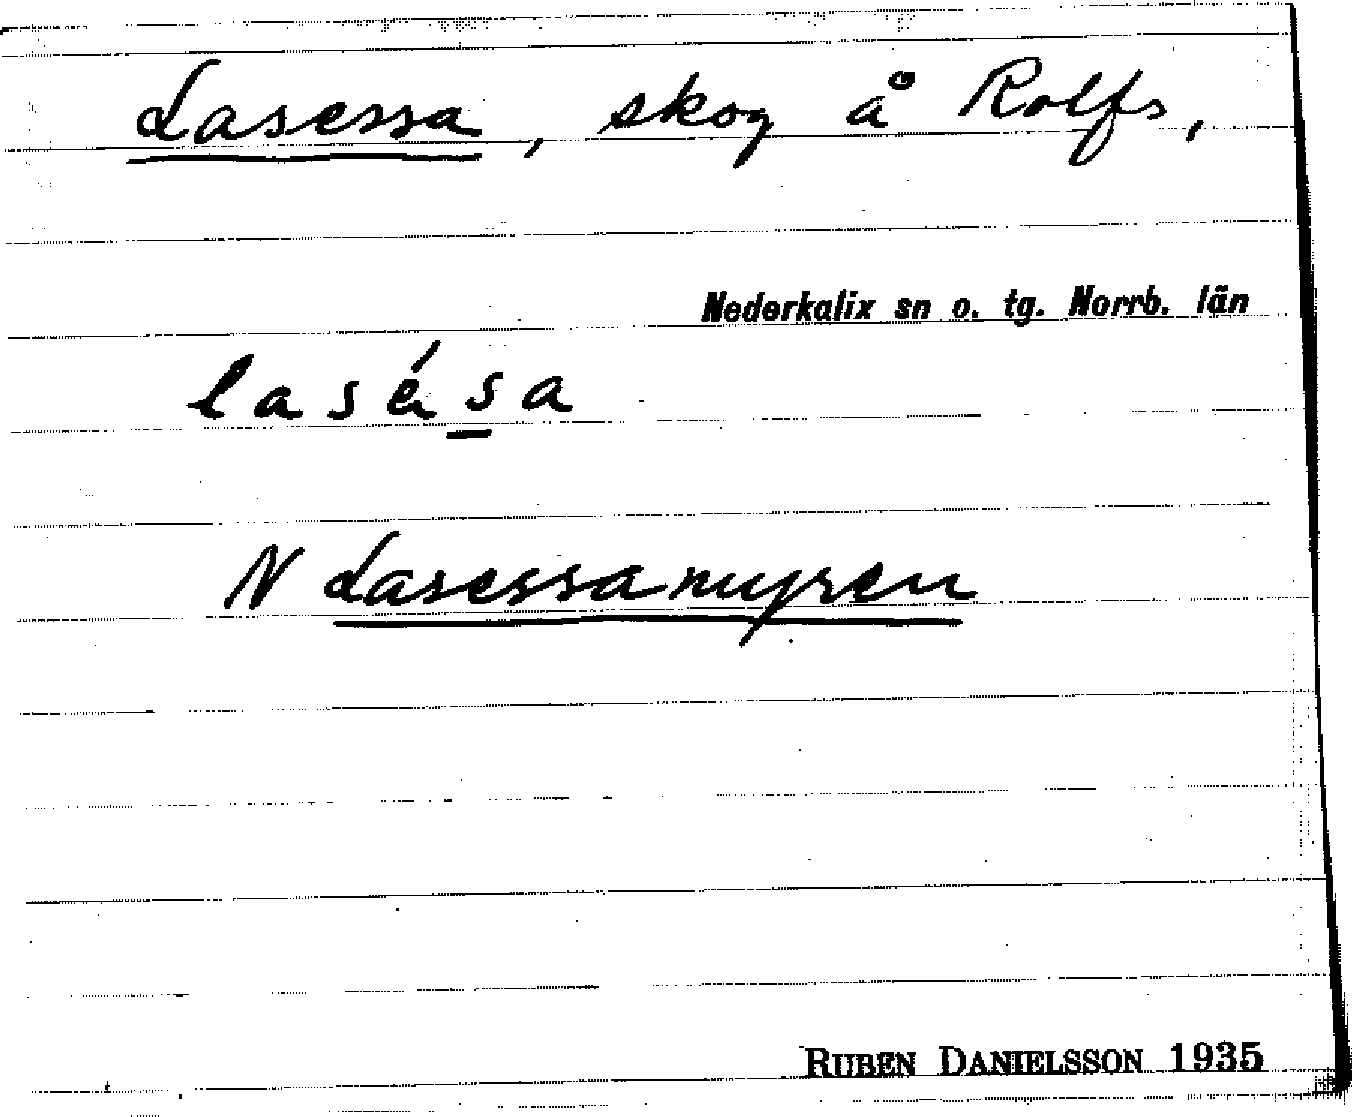 Lasessa, skog å Rolfs,
Nederkalix sn o. tg. Norrb. län
lasésa
N Lasessamyren
RUBEN DANIELSSON 1935